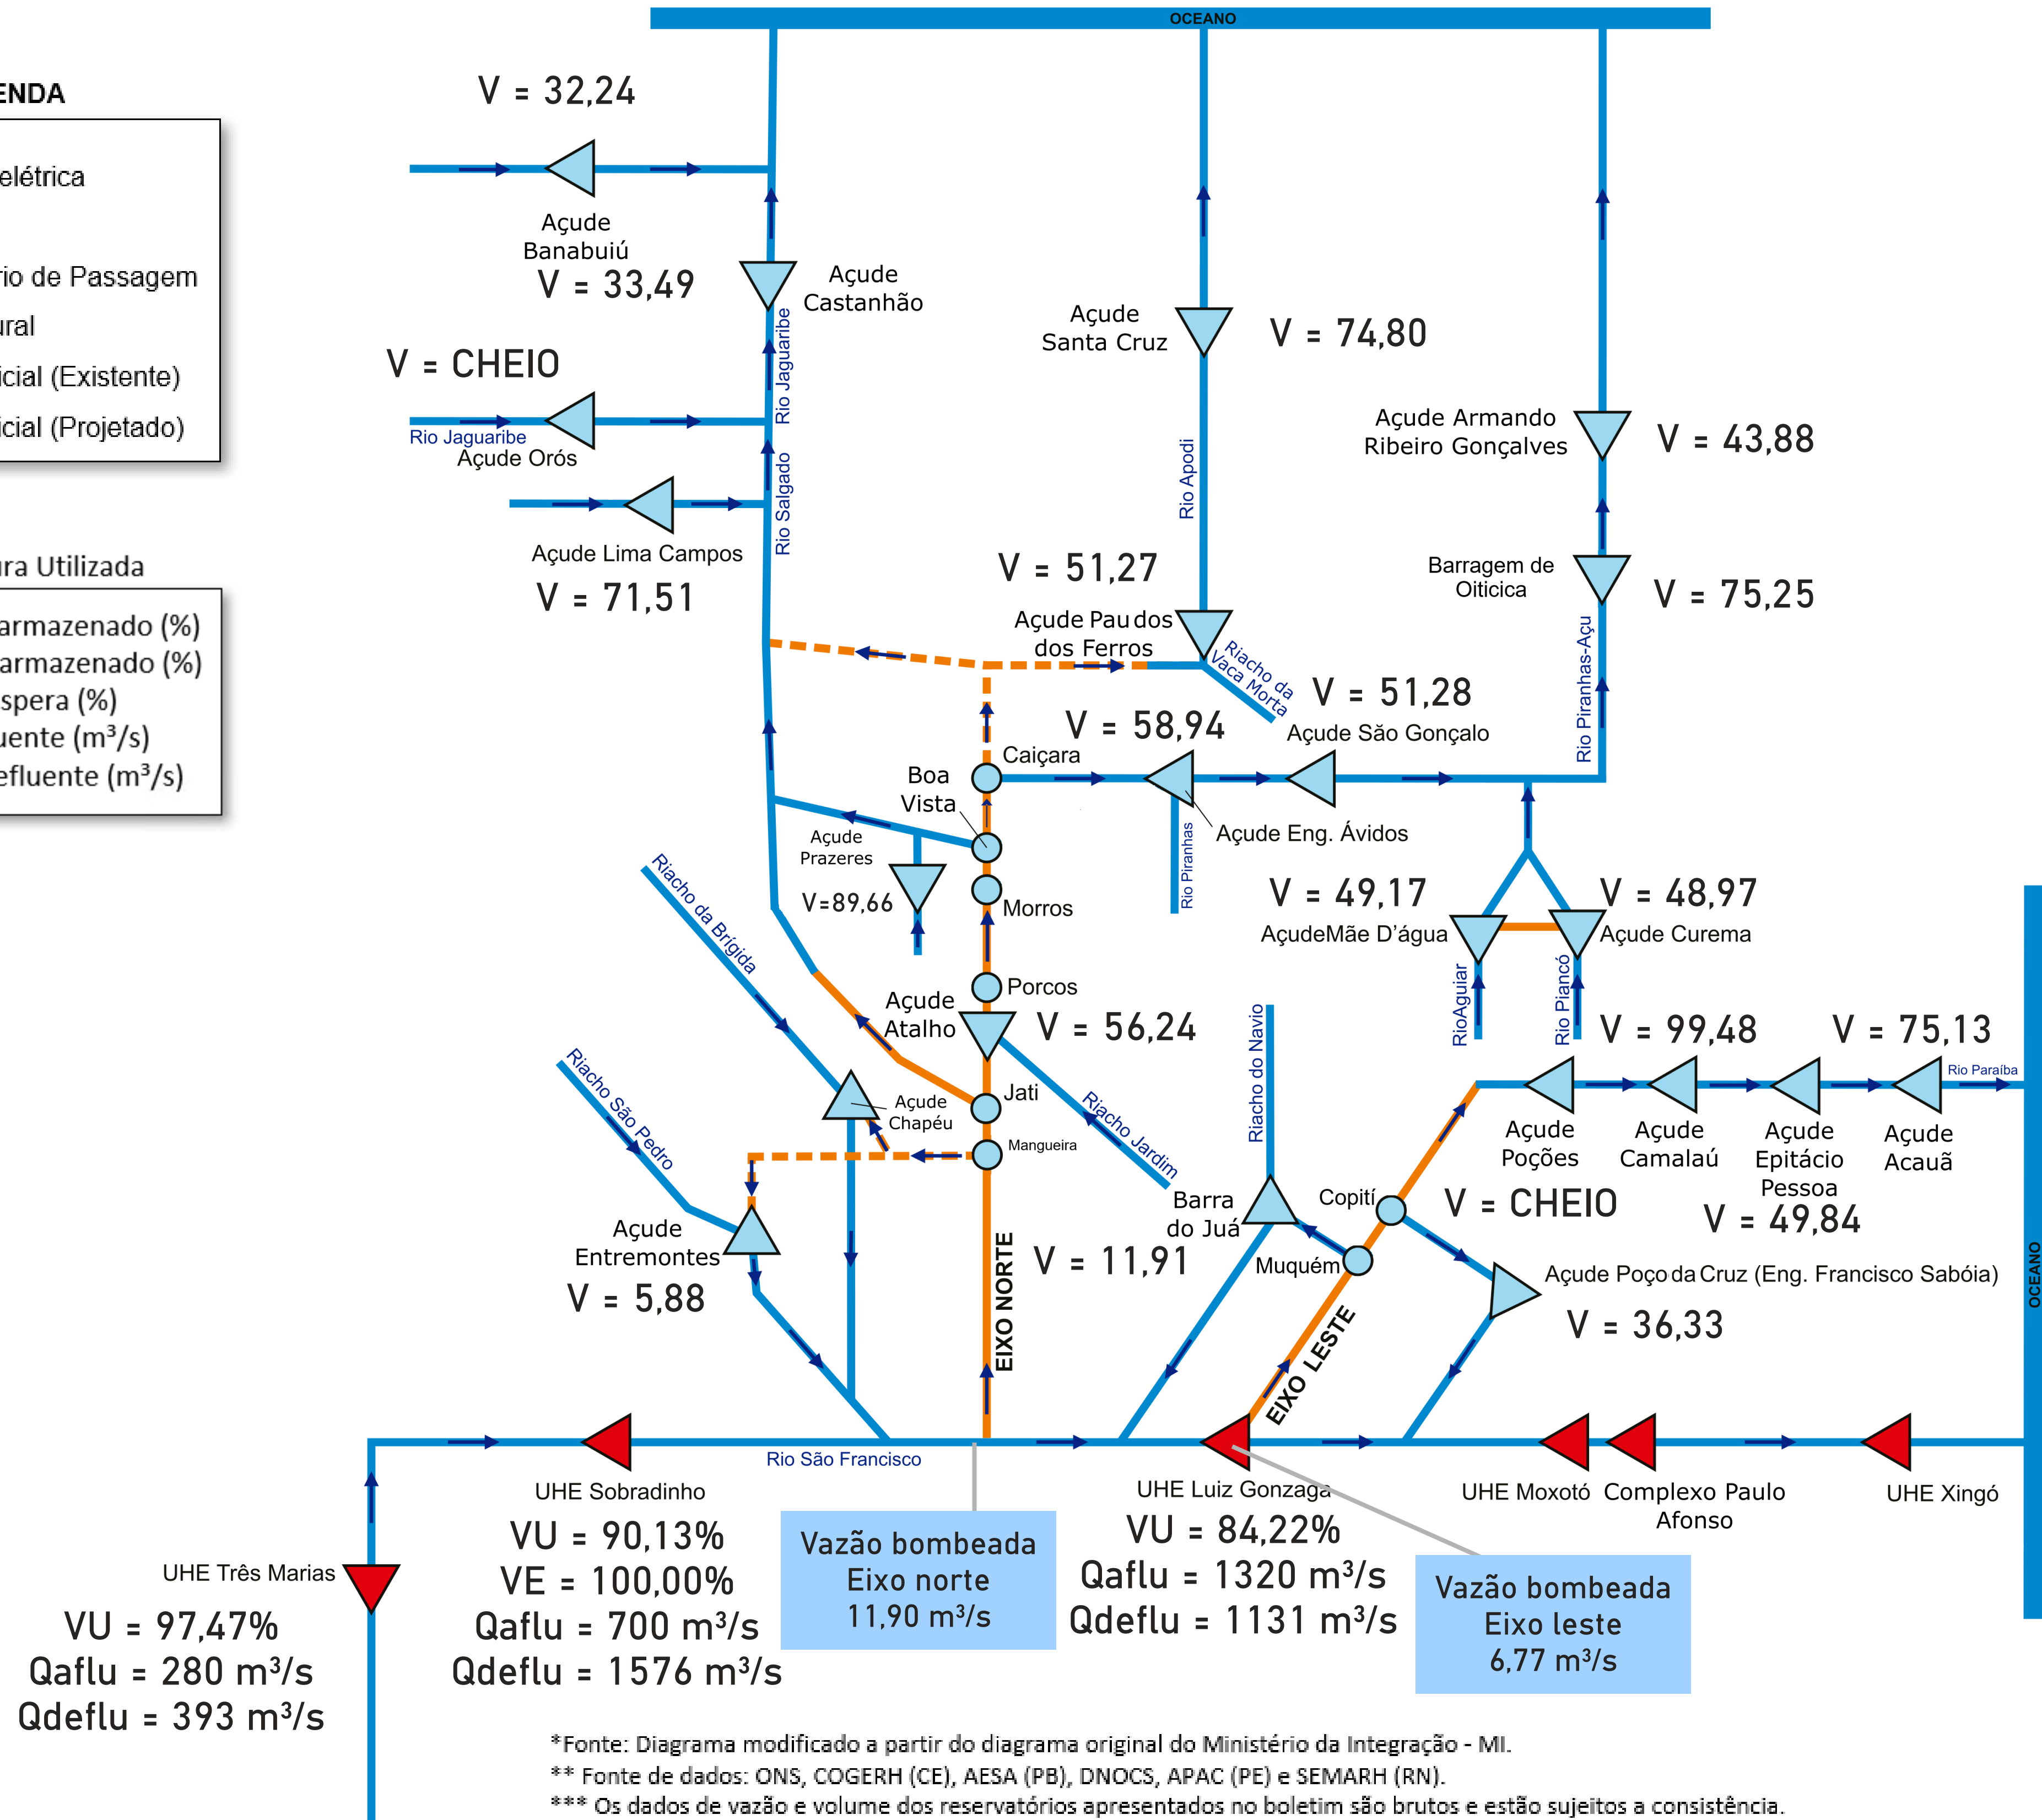 OCEANO
V = 32,24
ENDA
elétrica
Açude
Banabuiú
V = 33,49
Açude
Castanhão
rio de Passagem
ural
icial (Existente)
icial (Projetado)
Açude
Santa Cruz
V = 74,80
V = CHEIO
Rio Jaguaribe
Rio Jaguaribe
Açude Orós
Açude Armando
Ribeiro Gonçalves
V = 43,88
Rio Apodi
Rio Salgado
Açude Lima Campos
V = 71,51
ura Utilizada
armazenado (%)
armazenado (%)
spera (%)
uente (m³/s)
efluente (m³/s)
V = 51,27
Açude Pau dos
dos Ferros
Riacho da
Vaca Morta
Barragem de
Oiticica
V = 75,25
Rio Piranhas-Açu
V = 51,28
Açude São Gonçalo
V = 58,94
Caiçara
Boa
Vista
Açude Eng. Ávidos
Rio Piranhas
Açude
Prazeres
V=89,66
Morros
Riacho da Brígida
V = 49,17
AçudeMãe D'água
V = 48,97
Açude Curema
RioAguiar
Rio Piancó
Porcos
Açude
Atalho
V = 56,24
Riacho do Navio
V = 99,48
V = 75,13
Rio Paraíba
Riacho São Pedro
Açude
Chapéu
Jati
Mangueira
Riacho Jardim
Açude
Poções
Açude
Camalaú
Açude
Epitácio
Pessoa
V = 49,84
Açude
Acauã
Barra
do Juá
Copití
V = CHEIO
Açude
Entremontes
V = 5,88
EIXO NORTE
V = 11,91
Muquém
Açude Poço da Cruz (Eng. Francisco Sabóia)
V = 36,33
EIXO LESTE
OCEANO
Rio São Francisco
UHE Sobradinho
VU = 90,13%
VE = 100,00%
Qaflu = 700 m³/s
Qdeflu = 1576 m³/s
Vazão bombeada
Eixo norte
11,90 m³/s
UHE Luiz Gonzaga
VU = 84,22%
Qaflu = 1320 m³/s
Qdeflu = 1131 m³/s
Vazão bombeada
Eixo leste
6,77 m³/s
UHE Moxotó
Complexo Paulo
Afonso
UHE Xingó
UHE Três Marias
VU = 97,47%
Qaflu = 280 m³/s
Qdeflu = 393 m³/s
*Fonte: Diagrama modificado a partir do diagrama original do Ministério da Integração - MI.
** Fonte de dados: ONS, COGERH (CE), AESA (PB), DNOCS, APAC (PE) e SEMARH (RN).
*** Os dados de vazão e volume dos reservatórios apresentados no boletim são brutos e estão sujeitos a consistência.